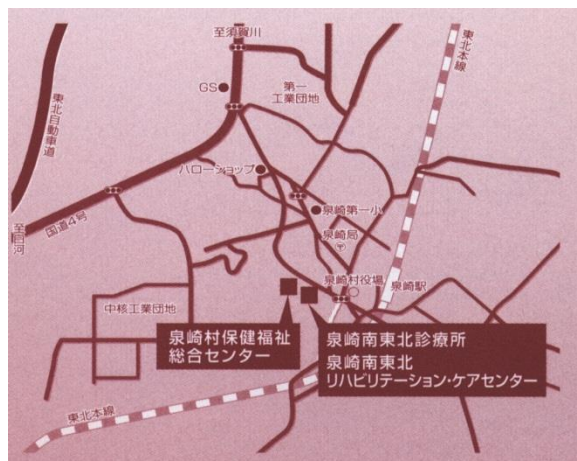 至須賀川
東北本線
GS
第一
工業団地
東北自動車道
ハローショップ
泉崎第一小
至白河
国道4号
泉崎局
泉崎村役場
泉崎駅
中核工業団地
泉崎村保健福祉
総合センター
泉崎南東北診療所
泉崎南東北
リハビリテーション・ケアセンター
東北本線